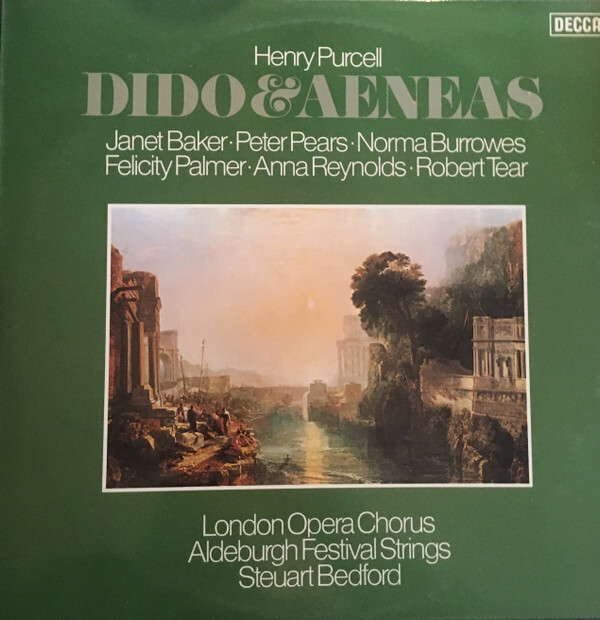 DECCA
Henry Purcell
DIDO & AENEAS
Janet Baker · Peter Pears · Norma Burrowes
Felicity Palmer · Anna Reynolds · Robert Tear
London Opera Chorus
Aldeburgh Festival Strings
Steuart Bedford